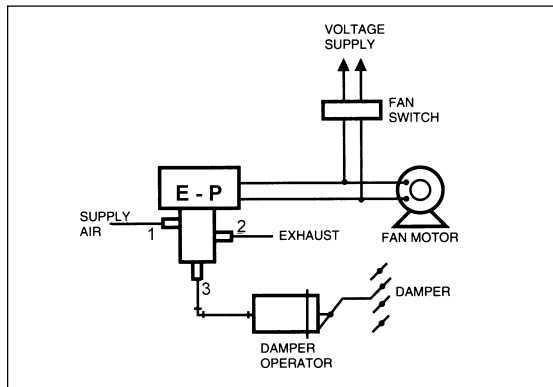 VOLTAGE
SUPPLY
FAN
SWITCH
E - P
SUPPLY
AIR
1
2
EXHAUST
FAN MOTOR
3
DAMPER
DAMPER
OPERATOR